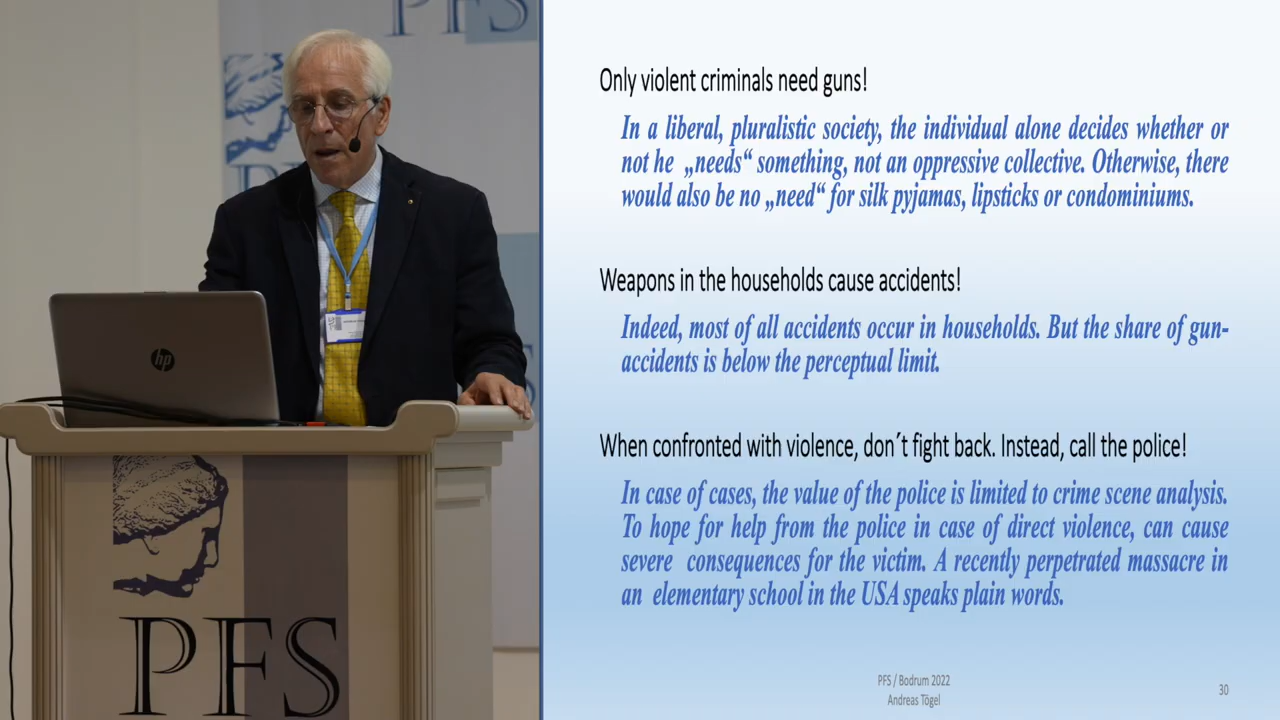 PFS
Only violent criminals need guns!
In a liberal, pluralistic society, the individual alone decides whether or
not he „needs“ something, not an oppressive collective. Otherwise, there
would also be no „need“ for silk pyjamas, lipsticks or condominiums.
Weapons in the households cause accidents!
Indeed, most of all accidents occur in households. But the share of gun-
accidents is below the perceptual limit.
When confronted with violence, don´t fight back. Instead, call the police!
In case of cases, the value of the police is limited to crime scene analysis.
To hope for help from the police in case of direct violence, can cause
severe consequences for the victim. A recently perpetrated massacre in
an elementary school in the USA speaks plain words.
PFS / Bodrum 2022
Andreas Tögel
30
hp
PFS